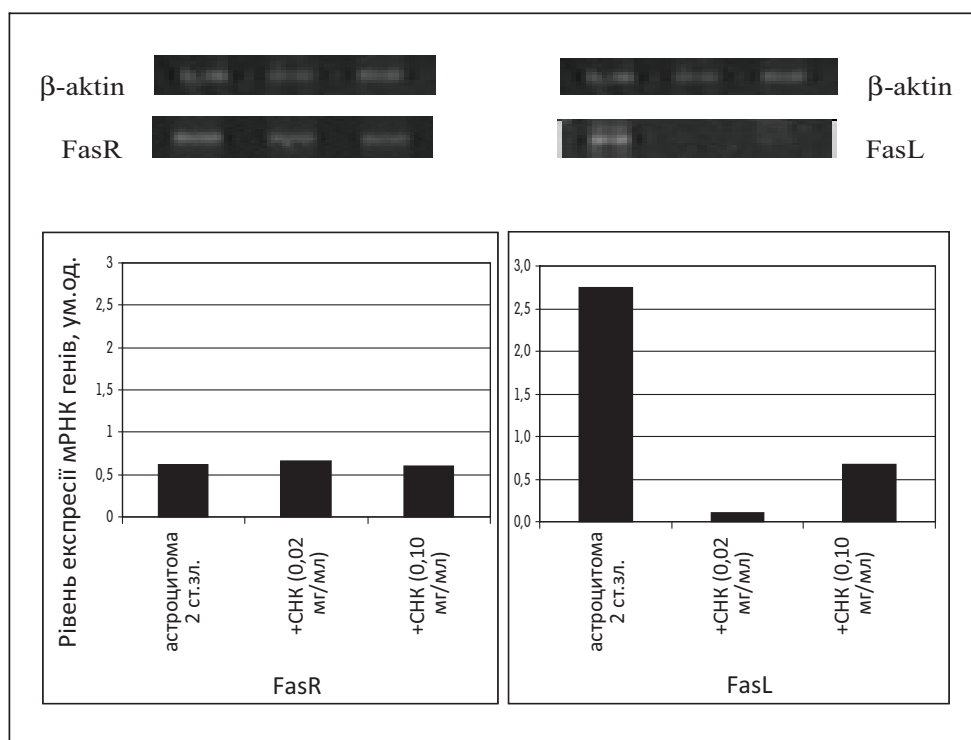 β-aktin
β-aktin
FasR
FasL
Рівень експресії мРНК генів, ум.од.
3
2,5
2
1,5
1
0,5
0
астроцитома
2 ст.зл.
+СНК (0,02
мг/мл)
+СНК (0,10
мг/мл)
FasR
3,0
2,5
2,0
1,5
1,0
0,5
0,0
астроцитома
2 ст.зл.
+СНК (0,02
мг/мл)
+СНК (0,10
мг/мл)
FasL